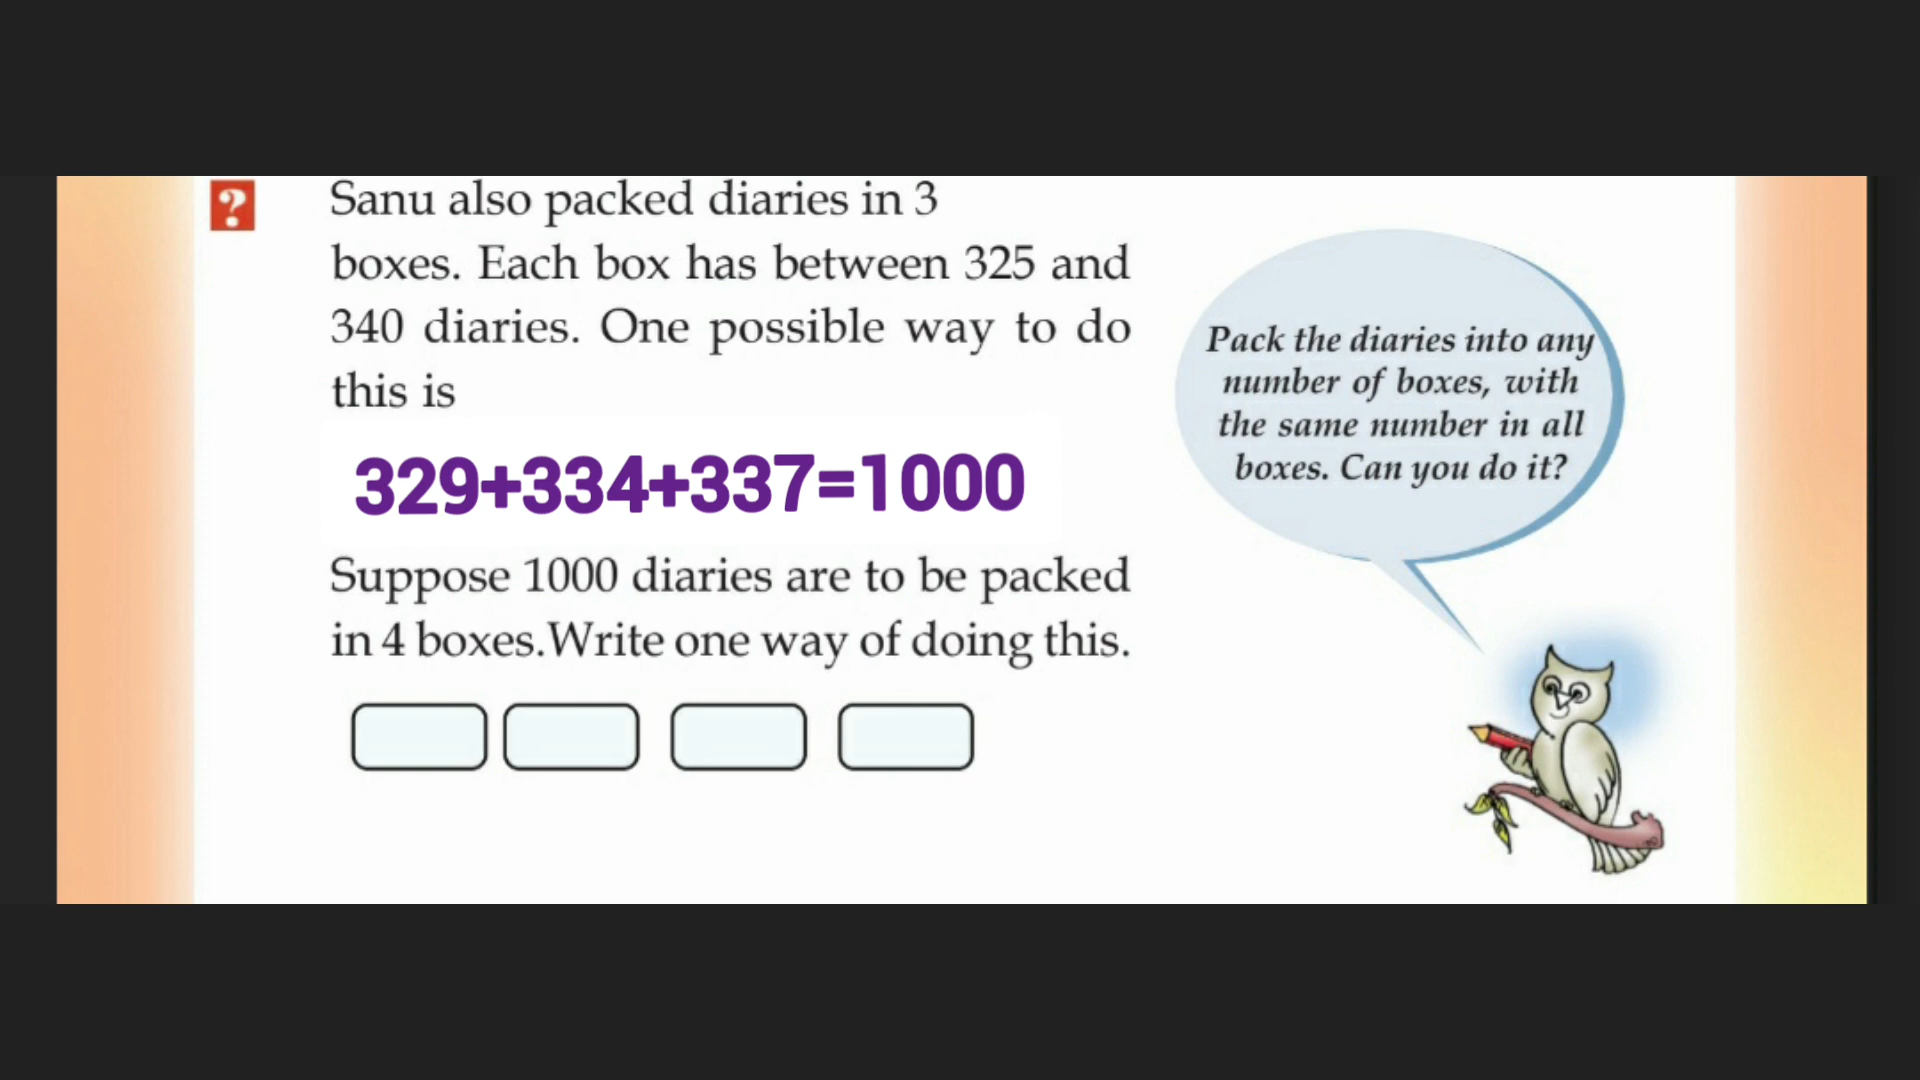 ?
Sanu also packed diaries in 3
boxes. Each box has between 325 and
340 diaries. One possible way to do
this is
329+334+337=1000
Suppose 1000 diaries are to be packed
in 4 boxes.Write one way of doing this.
Pack the diaries into any
number of boxes, with
the same number in all
boxes. Can you do it?